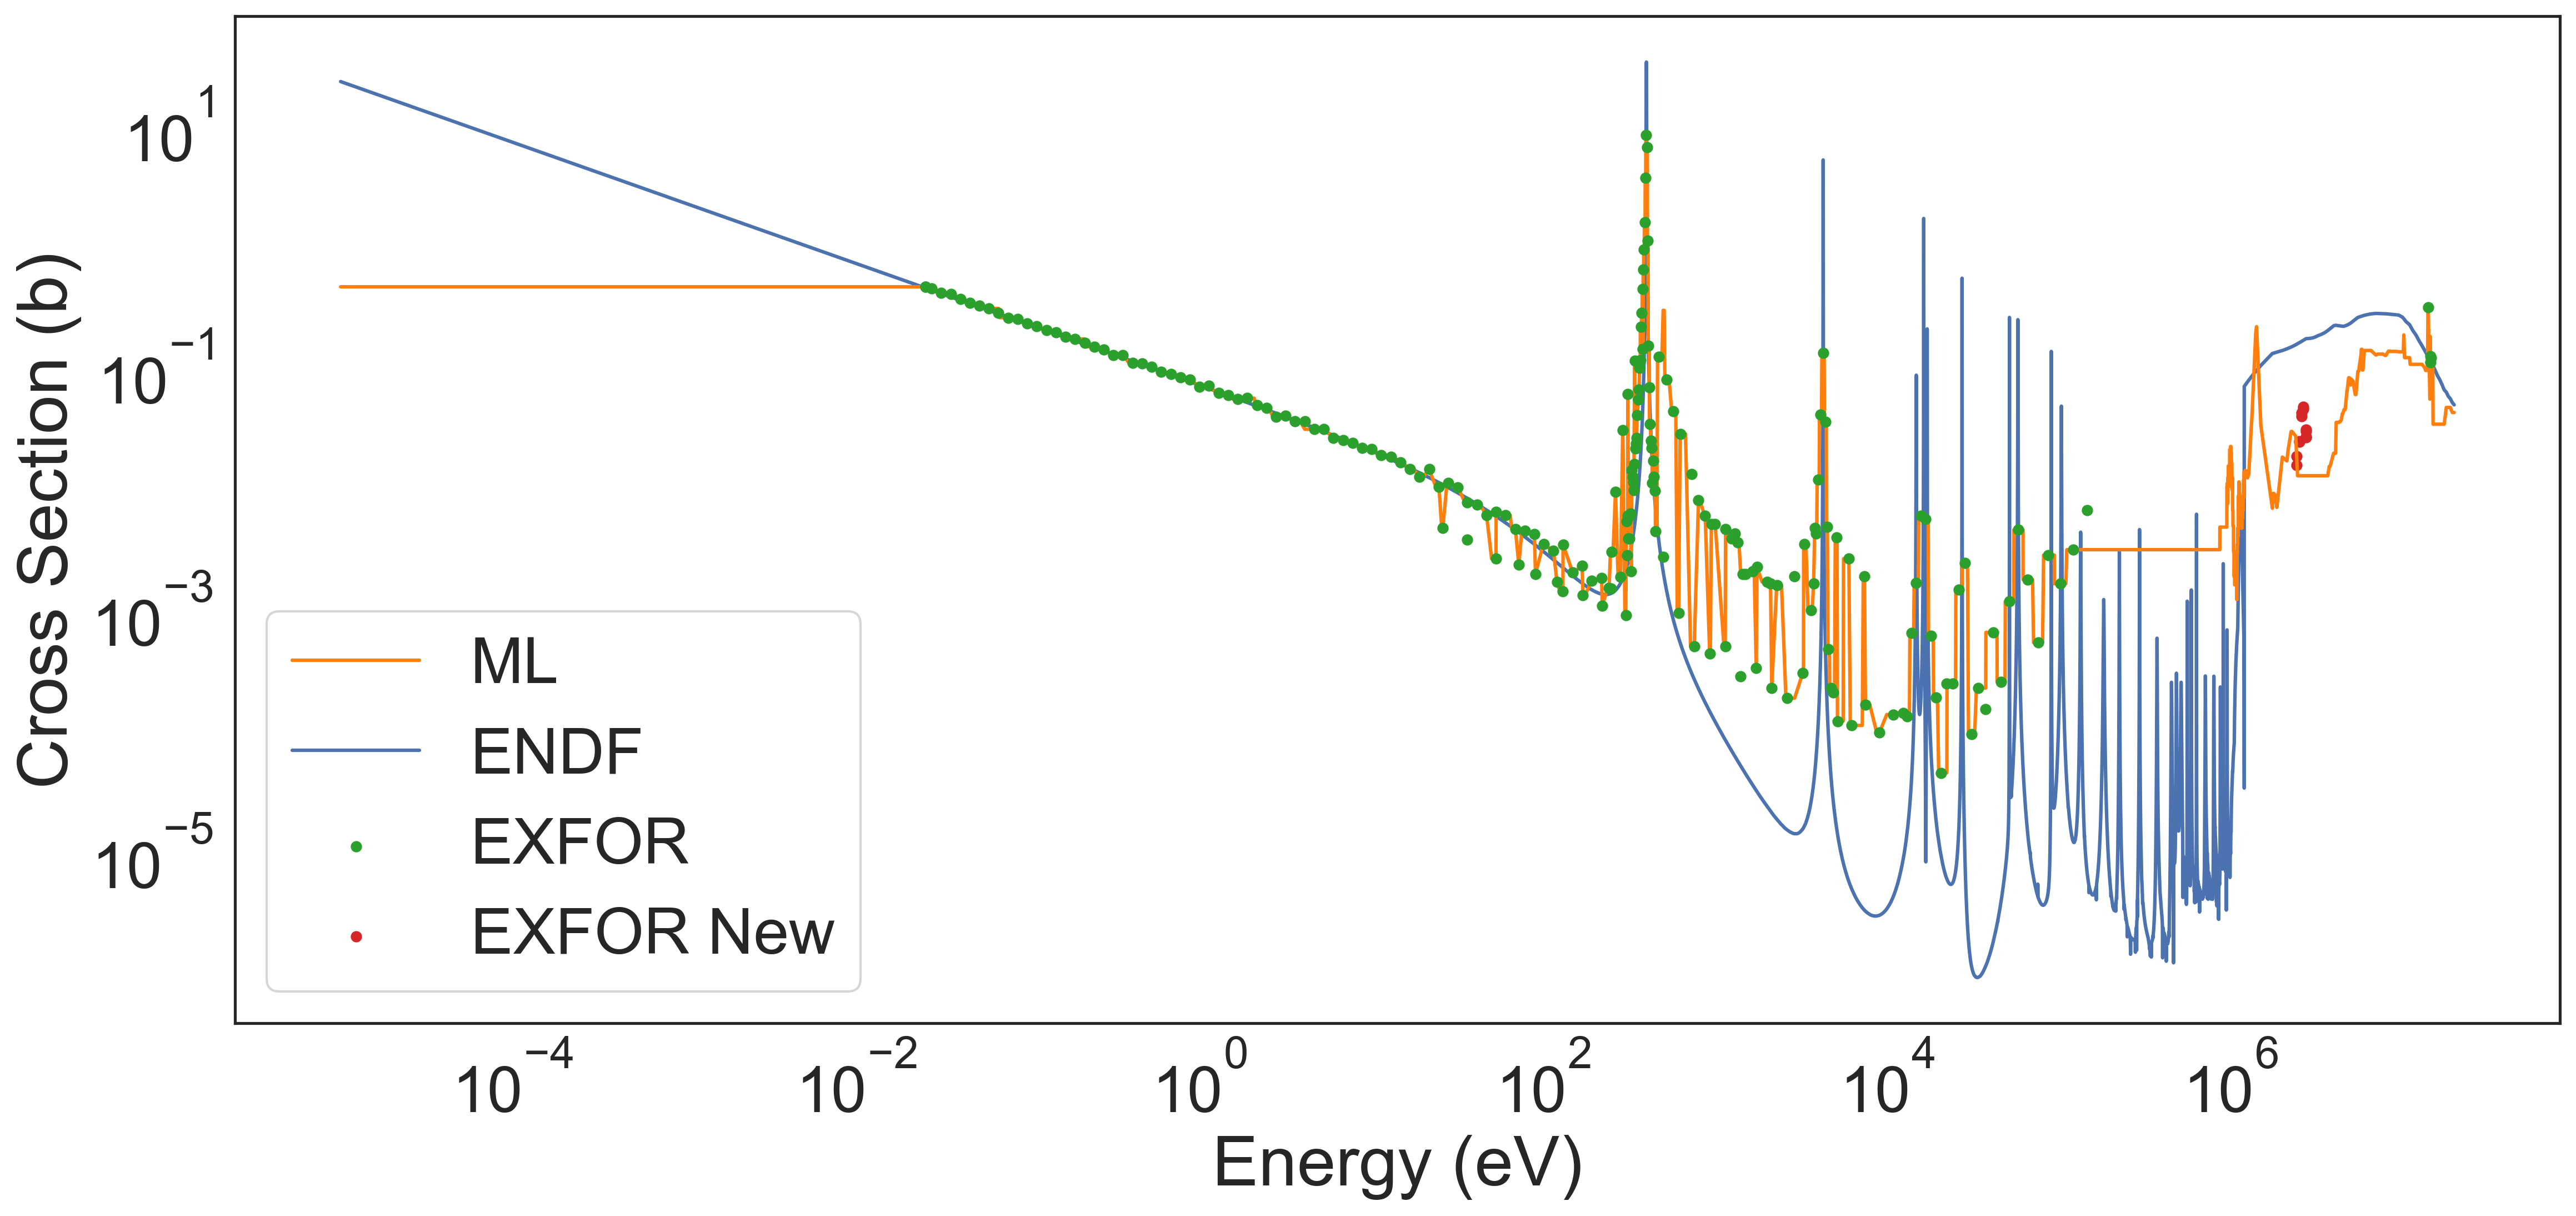 Cross Section (b)
10^1
10^−1
10^−3
10^−5
ML
ENDF
EXFOR
EXFOR New
10^−4 10^−2 10^0 10^2 10^4 10^6
Energy (eV)